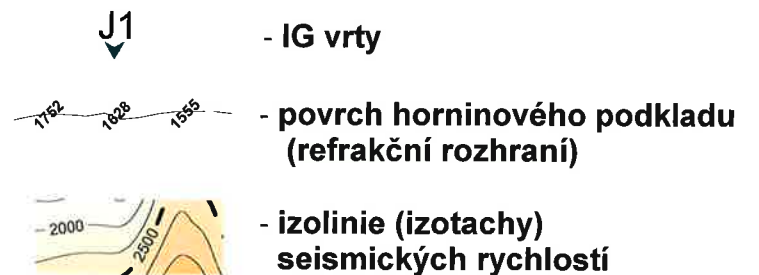 J1
- IG vrty
1752 1628 1555
- povrch horninového podkladu
(refrakční rozhraní)
2000
2500
- izolinie (izotachy)
seismických rychlostí